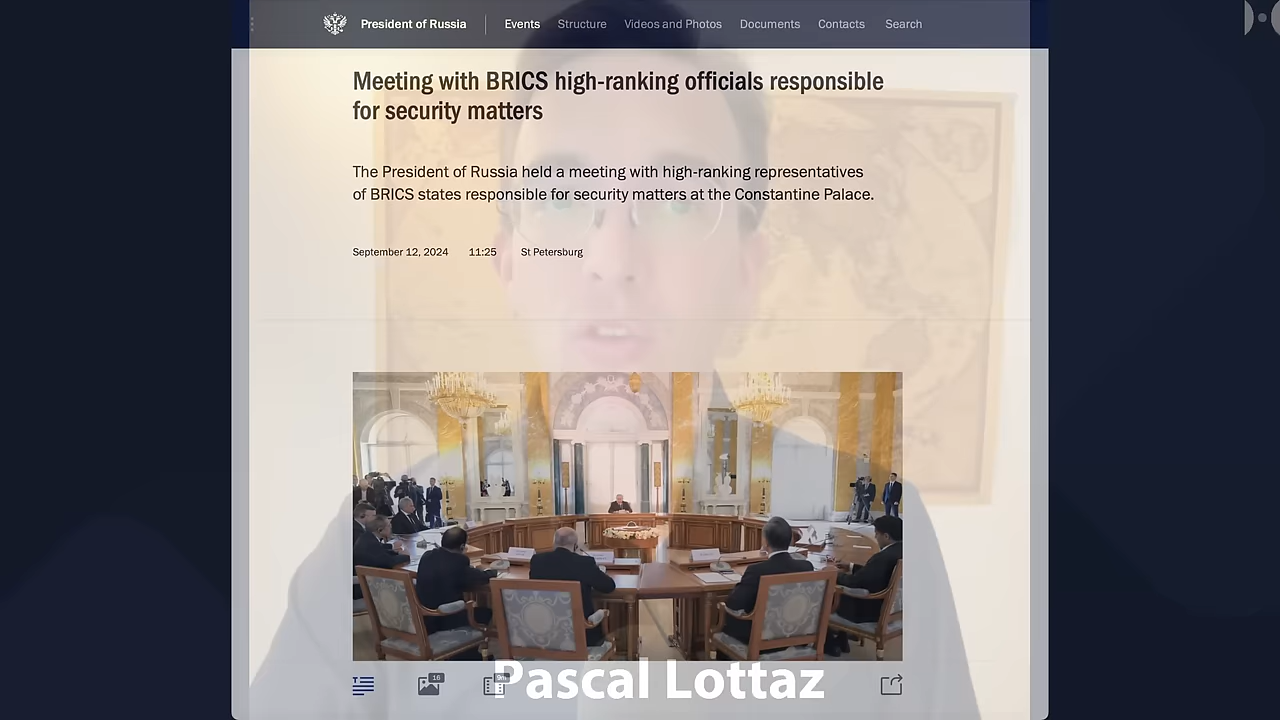 President of Russia
Events
Structure
Videos and Photos
Documents
Contacts
Search
Meeting with BRICS high-ranking officials responsible
for security matters
The President of Russia held a meeting with high-ranking representatives
of BRICS states responsible for security matters at the Constantine Palace.
September 12, 2024
11:25
St Petersburg
16
9m
Pascal Lottaz